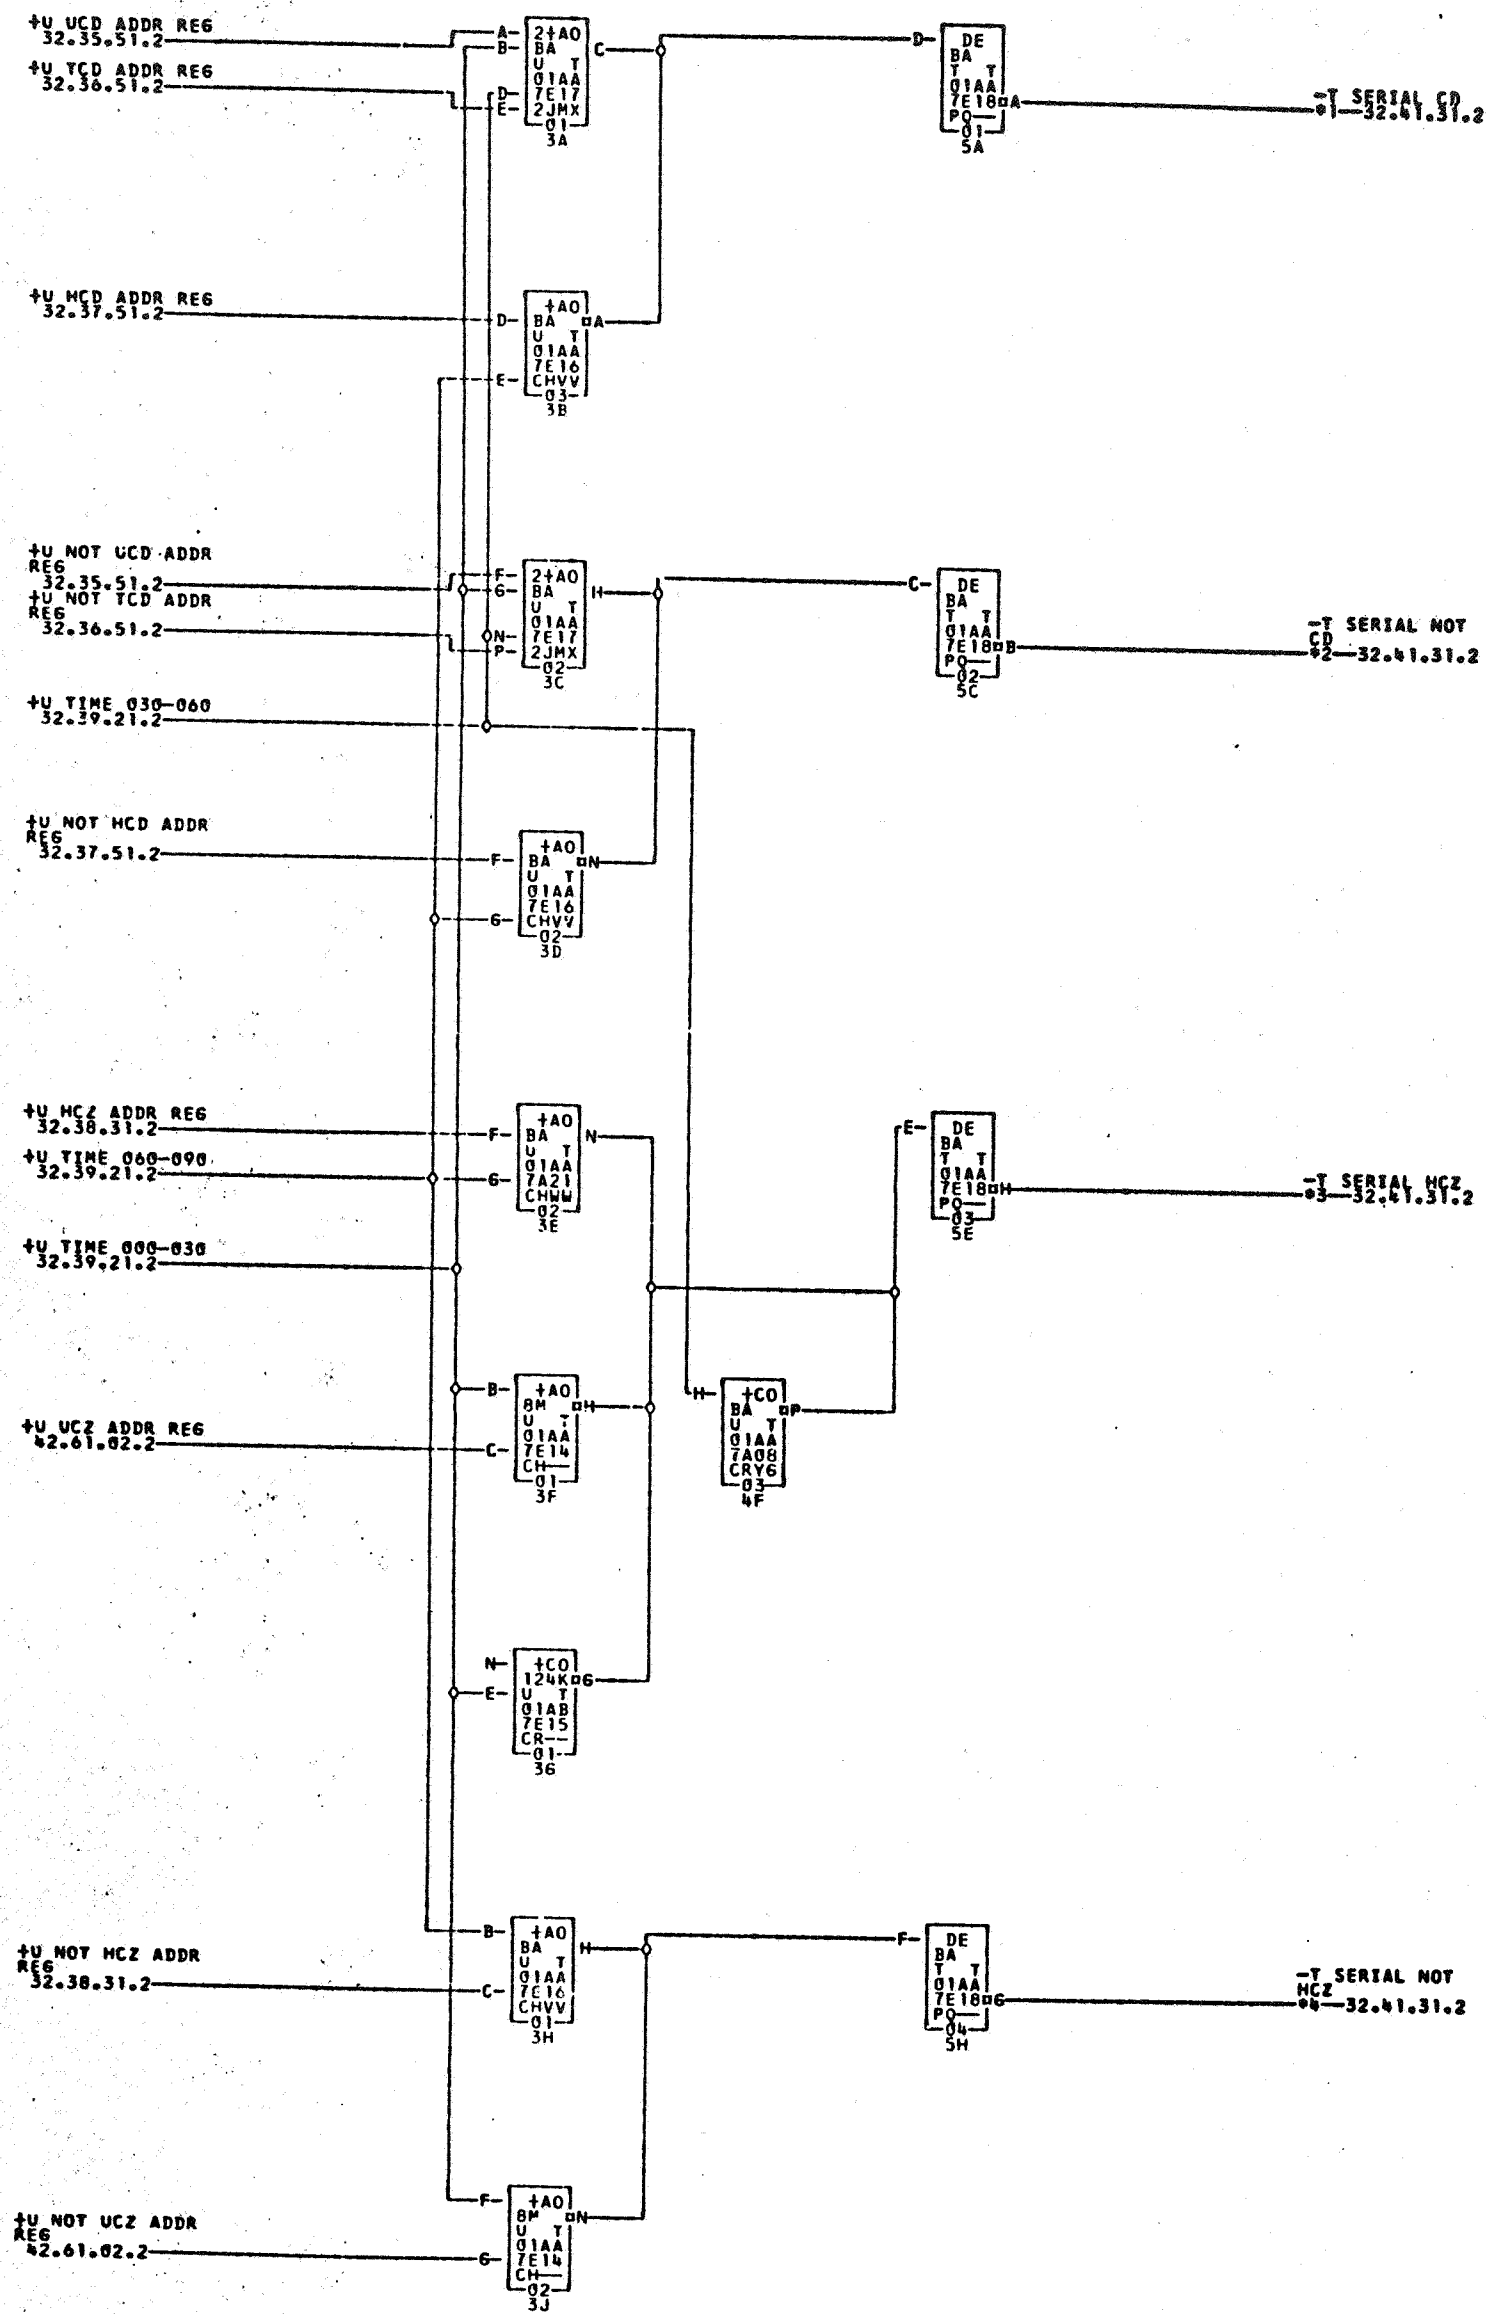 +U UCD ADDR REG
32.35.51.2
+U TCD ADDR REG
32.36.51.2
A
B
D
E
2+AO
BA
U T
01AA
7E17
2JMX
01
3A
C
D
DE
BA
T T
01AA
7E18
PQ
01
5A
A
-T SERIAL CD
*1 32.41.31.2
+U HCD ADDR REG
32.37.51.2
D
E
+AO
BA
U T
01AA
7E16
CHVV
03
3B
A
+U NOT UCD ADDR
REG
32.35.51.2
+U NOT TCD ADDR
REG
32.36.51.2
F
G
N
P
2+AO
BA
U T
01AA
7E17
2JMX
02
3C
H
C
DE
BA
T T
01AA
7E18
PQ
02
5C
B
-T SERIAL NOT
CD
*2 32.41.31.2
+U TIME 030-060
32.39.21.2
+U NOT HCD ADDR
REG
32.37.51.2
F
G
+AO
BA
U T
01AA
7E16
CHVV
02
3D
N
+U HCZ ADDR REG
32.38.31.2
+U TIME 060-090
32.39.21.2
F
G
+AO
BA
U T
01AA
7A21
CHWW
02
3E
N
E
DE
BA
T T
01AA
7E18
PQ
03
5E
H
-T SERIAL HCZ
*3 32.41.31.2
+U TIME 000-030
32.39.21.2
+U UCZ ADDR REG
42.61.02.2
B
C
+AO
8M
U T
01AA
7E14
CH
01
3F
H
H
+CO
BA
U T
01AA
7A08
CRY6
03
4F
P
N
E
+CO
124K
U T
01AB
7E15
CR--
01
3G
G
+U NOT HCZ ADDR
REG
32.38.31.2
B
C
+AO
BA
U T
01AA
7E16
CHVV
01
3H
H
F
DE
BA
T T
01AA
7E18
PQ
04
5H
G
-T SERIAL NOT
HCZ
*4 32.41.31.2
+U NOT UCZ ADDR
REG
42.61.02.2
F
G
+AO
8M
U T
01AA
7E14
CH
02
3J
N